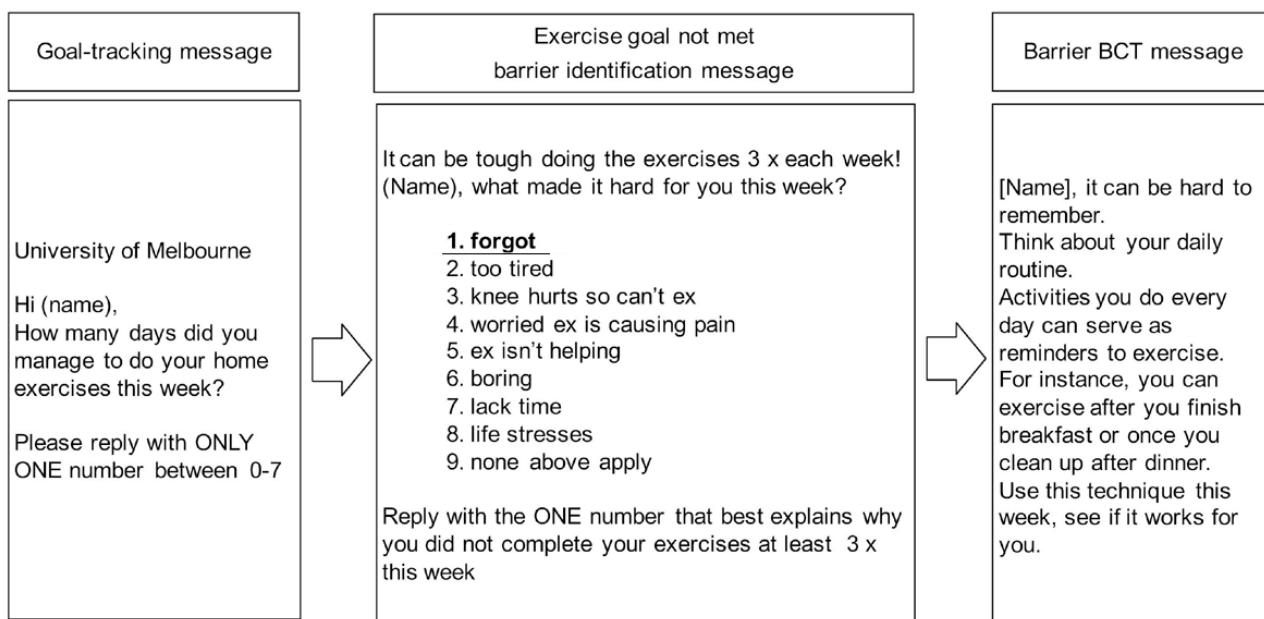 Goal-tracking message
University of Melbourne
Hi (name),
How many days did you
manage to do your home
exercises this week?
Please reply with ONLY
ONE number between 0-7
Exercise goal not met
barrier identification message
It can be tough doing the exercises 3 x each week!
(Name), what made it hard for you this week?
1. forgot
2. too tired
3. knee hurts so can't ex
4. worried ex is causing pain
5. ex isn't helping
6. boring
7. lack time
8. life stresses
9. none above apply
Reply with the ONE number that best explains why
you did not complete your exercises at least 3 x
this week
Barrier BCT message
[Name], it can be hard to
remember.
Think about your daily
routine.
Activities you do every
day can serve as
reminders to exercise.
For instance, you can
exercise after you finish
breakfast or once you
clean up after dinner.
Use this technique this
week, see if it works for
you.